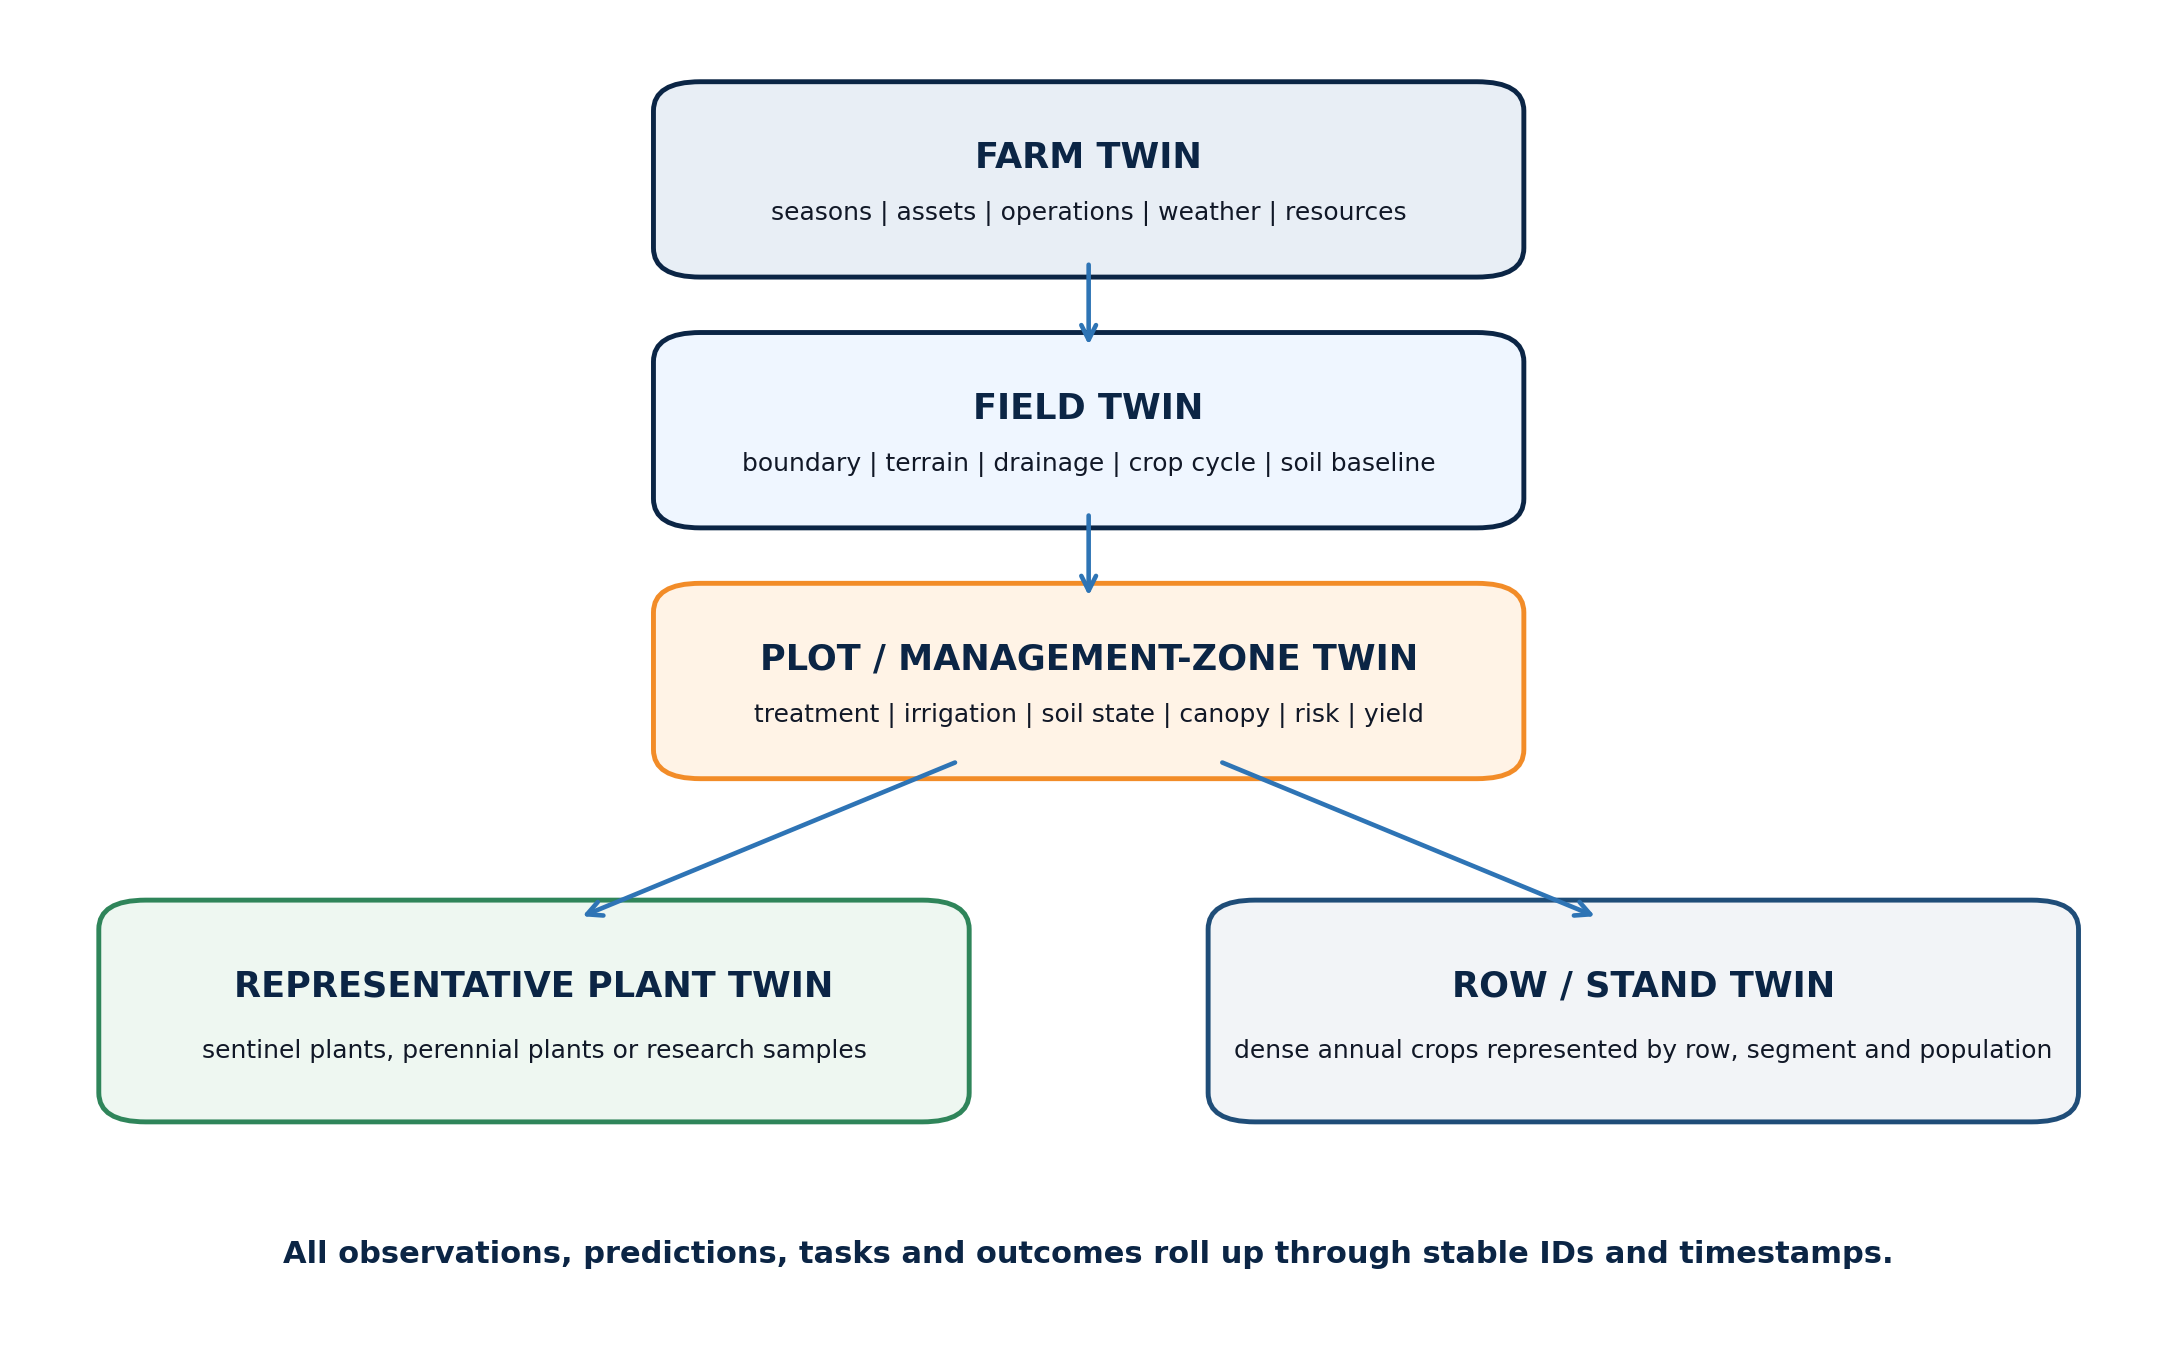 FARM TWIN
seasons | assets | operations | weather | resources
FIELD TWIN
boundary | terrain | drainage | crop cycle | soil baseline
PLOT / MANAGEMENT-ZONE TWIN
treatment | irrigation | soil state | canopy | risk | yield
REPRESENTATIVE PLANT TWIN
sentinel plants, perennial plants or research samples
ROW / STAND TWIN
dense annual crops represented by row, segment and population
All observations, predictions, tasks and outcomes roll up through stable IDs and timestamps.